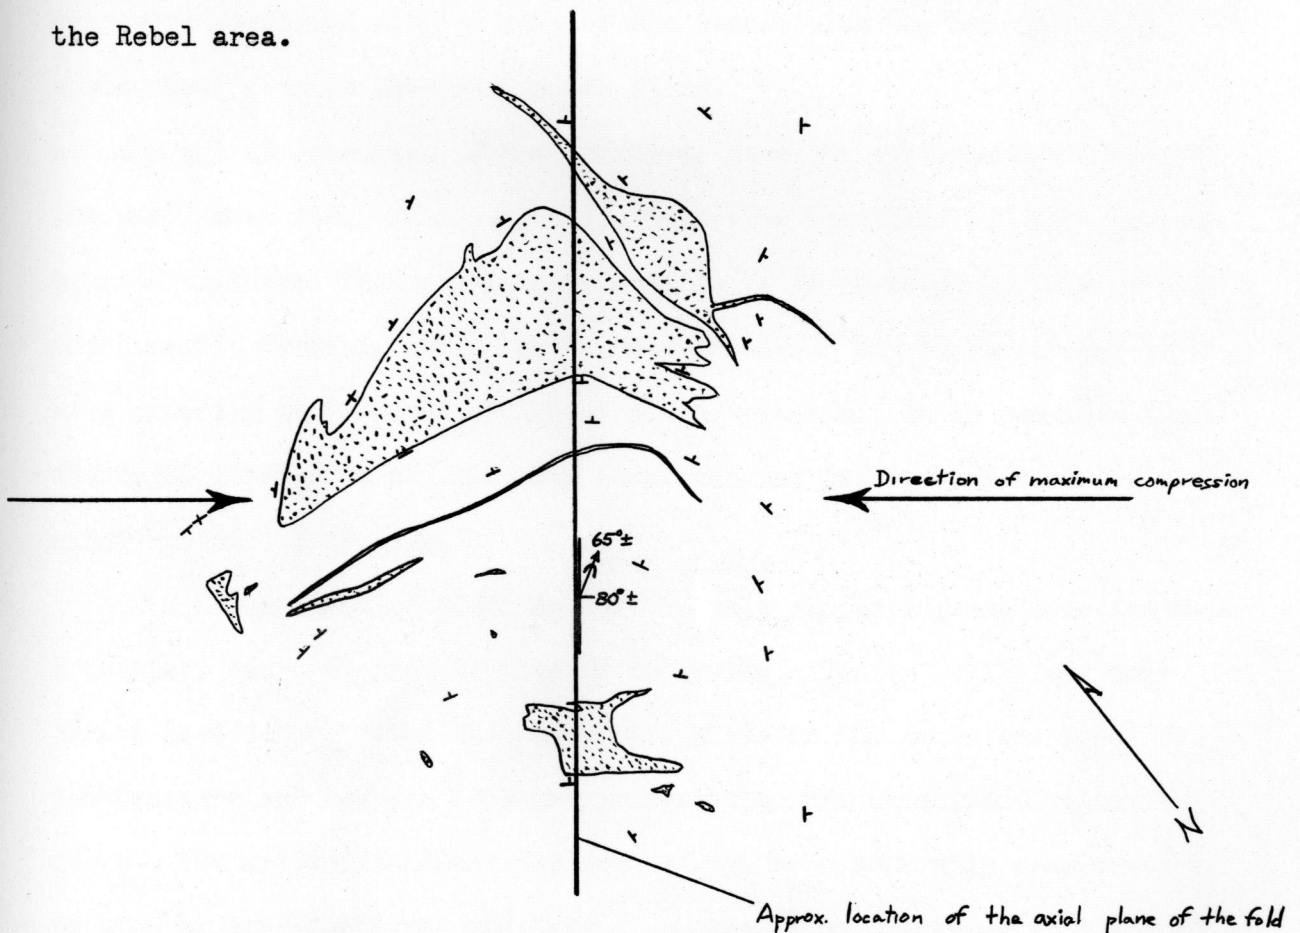 the Rebel area.
Direction of maximum compression
65°±
80°±
N
Approx. location of the axial plane of the fold